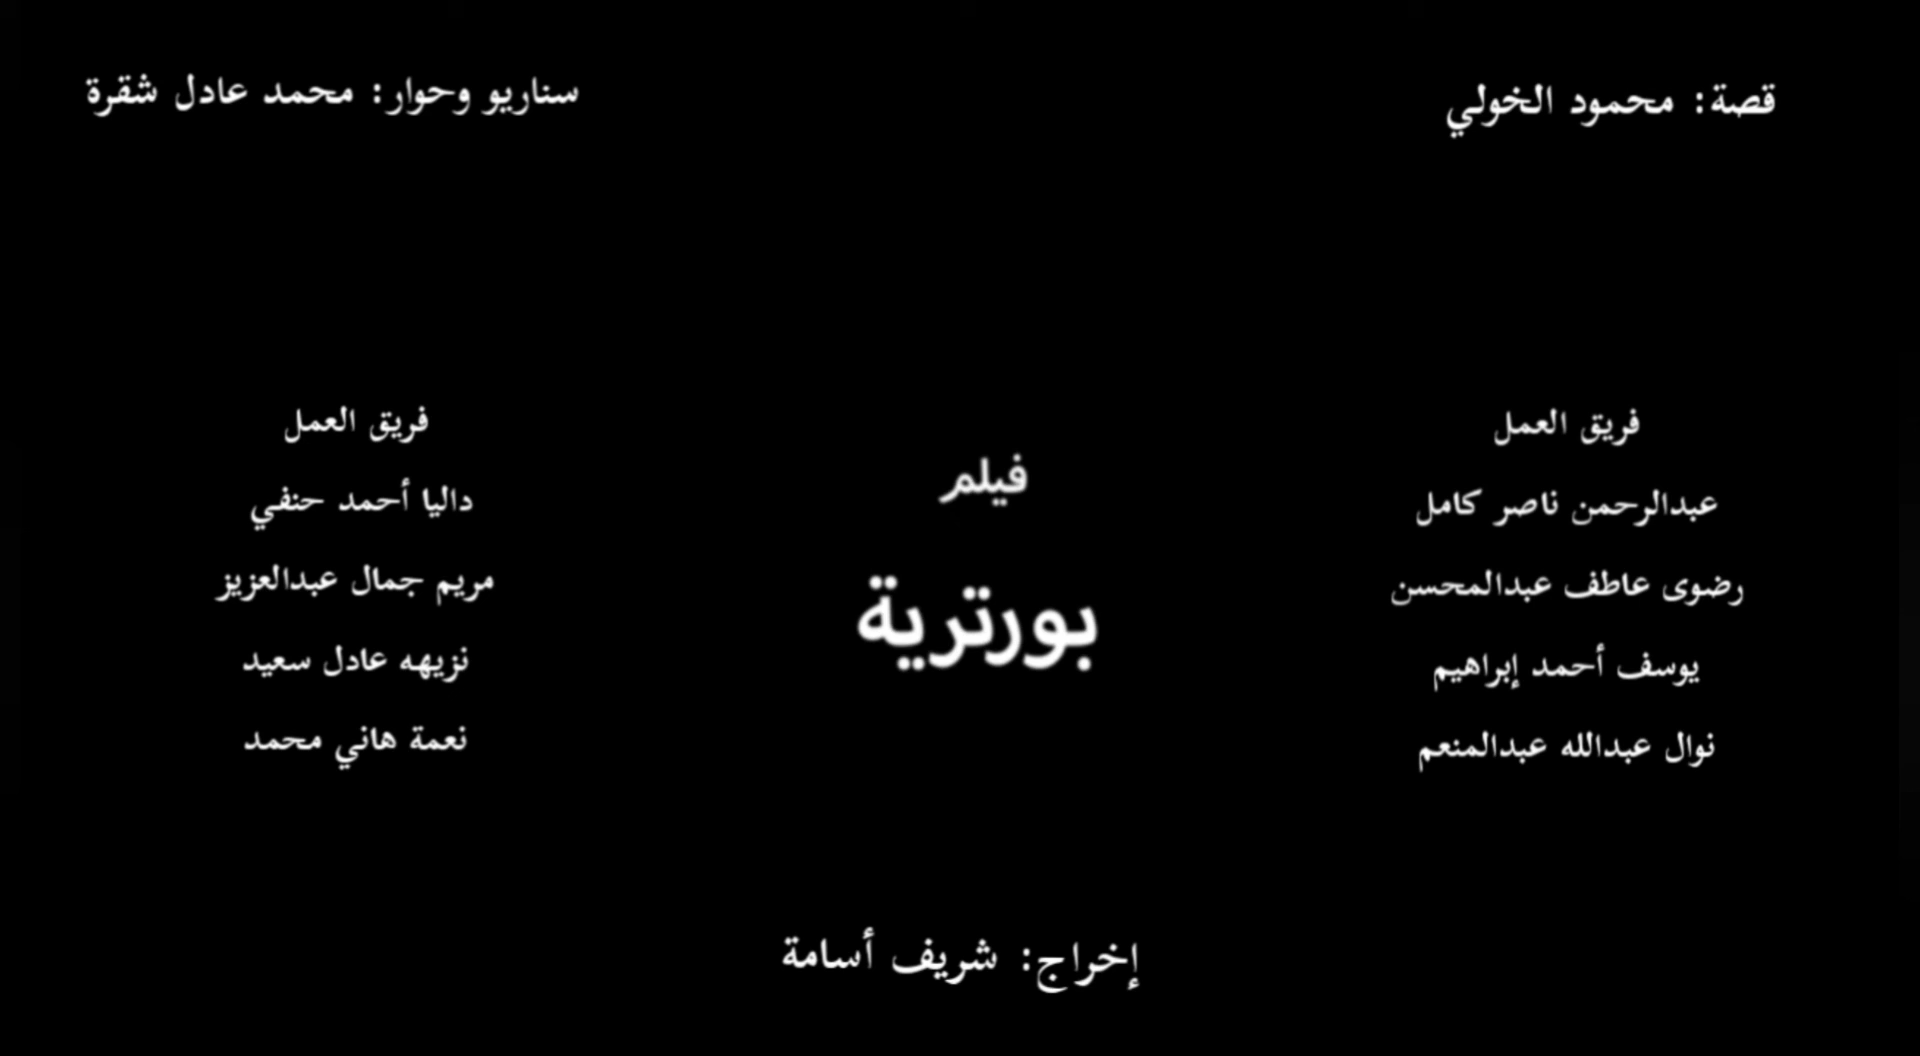 قصة: محمود الخولي
سناريو وحوار: محمد عادل شقرة
فريق العمل
عبدالرحمن ناصر كامل
رضوى عاطف عبدالمحسن
يوسف أحمد إبراهيم
نوال عبدالله عبدالمنعم
فيلم
بورترية
فريق العمل
داليا أحمد حنفي
مريم جمال عبدالعزيز
نزيهه عادل سعيد
نعمة هاني محمد
إخراج: شريف أسامة